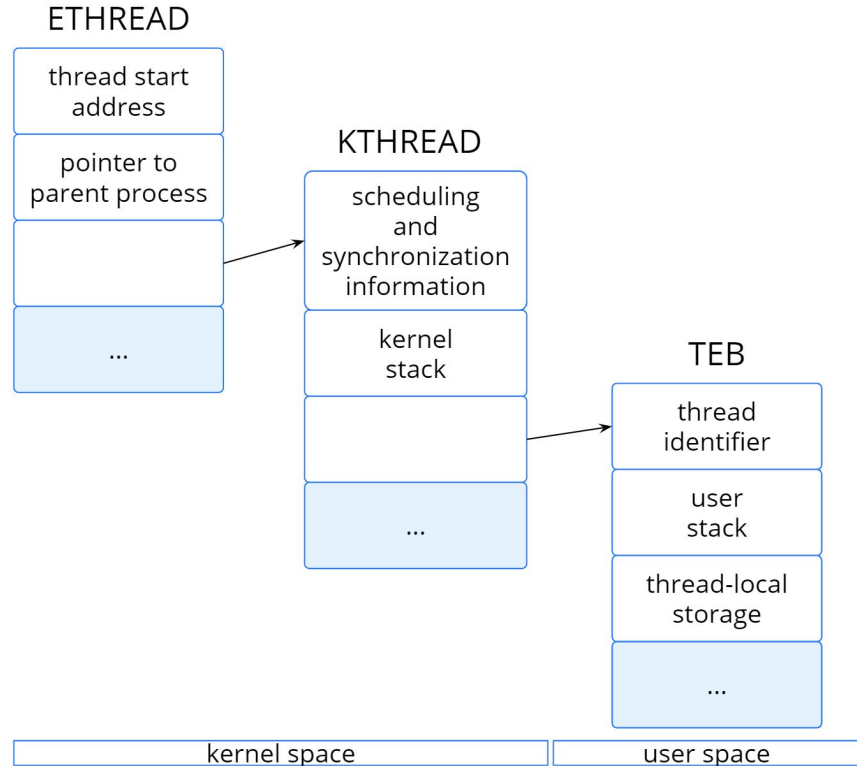 ETHREAD
thread start
address
pointer to
parent process
...
KTHREAD
scheduling
and
synchronization
information
kernel
stack
...
TEB
thread
identifier
user
stack
thread-local
storage
...
kernel space
user space